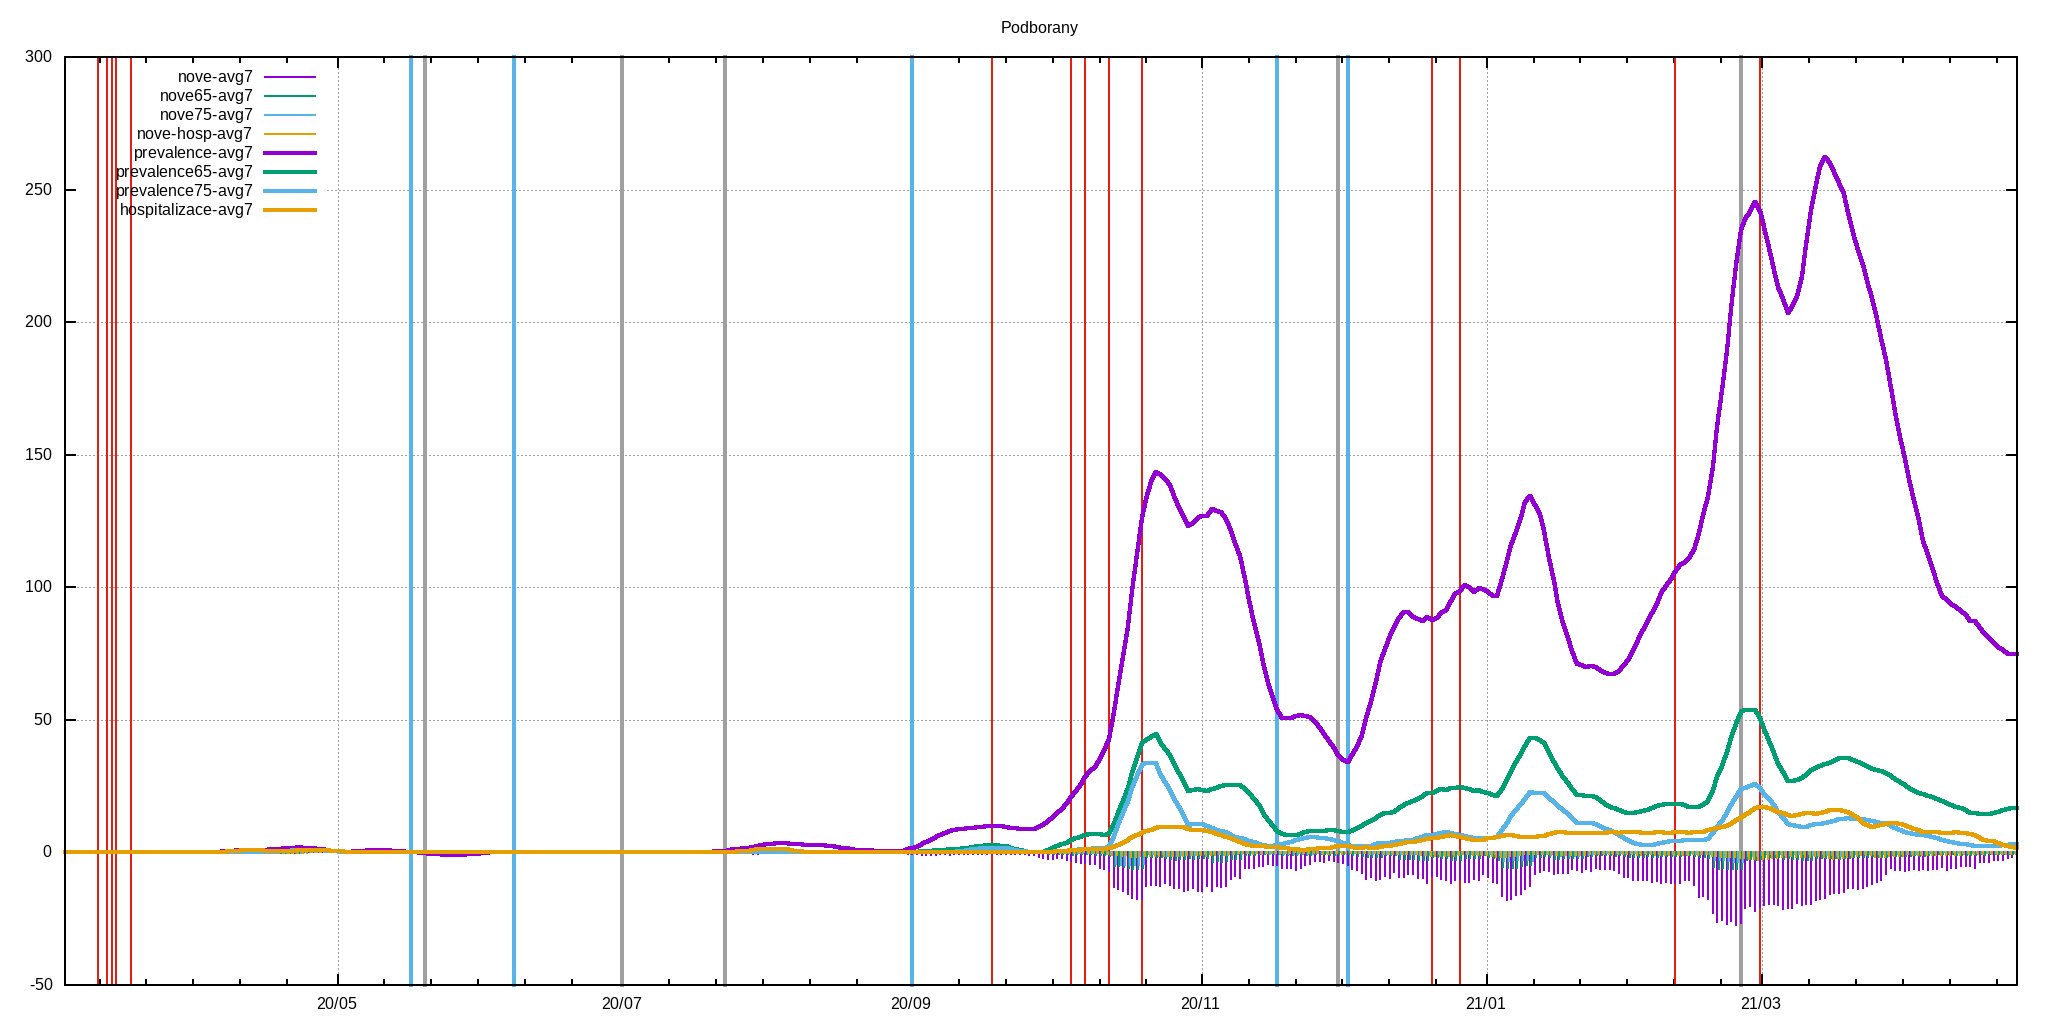 Podborany
300
250
200
150
100
50
0
-50
nove-avg7
nove65-avg7
nove75-avg7
nove-hosp-avg7
prevalence-avg7
prevalence65-avg7
prevalence75-avg7
hospitalizace-avg7
20/05 20/07 20/09 20/11 21/01 21/03